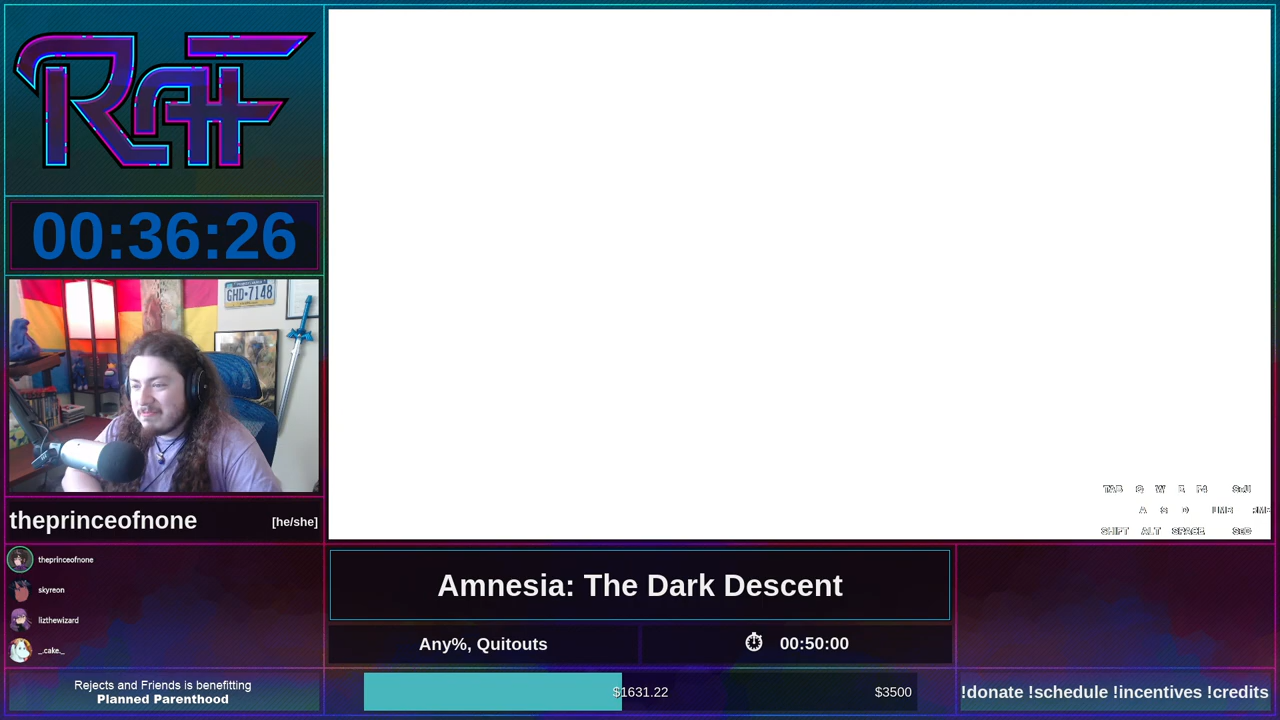 RaF
00:36:26
GHD·7148
theprinceofnone
[he/she]
theprinceofnone
skyreon
lizthewizard
_.cake._
Rejects and Friends is benefitting
Planned Parenthood
TAB Q W E
A S D
SHIFT ALT SPACE
Amnesia: The Dark Descent
Any%, Quitouts
00:50:00
$1631.22
$3500
!donate !schedule !incentives !credits